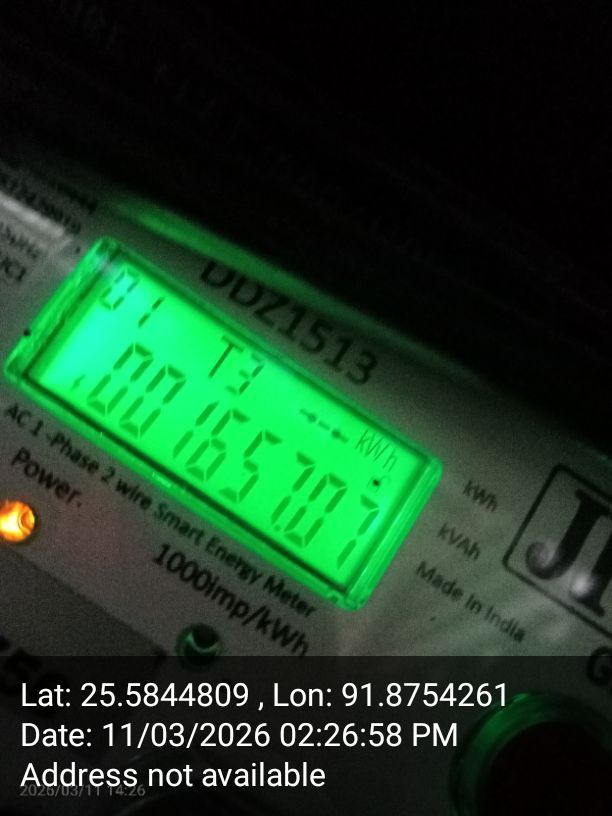 DDZ1513
01
T3
kWh
001657.07
AC 1 -Phase 2 wire Smart Energy Meter
Power.
1000imp/kWh
kWh
kVAh
Made in India
Lat: 25.5844809 , Lon: 91.8754261
Date: 11/03/2026 02:26:58 PM
Address not available
2026/03/11 14:26